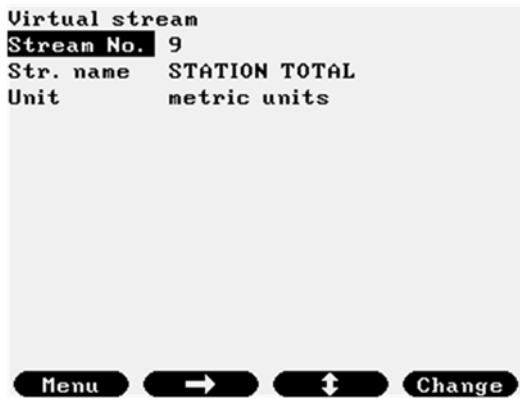 Virtual stream
Stream No. 9
Str. name STATION TOTAL
Unit metric units
Menu Change